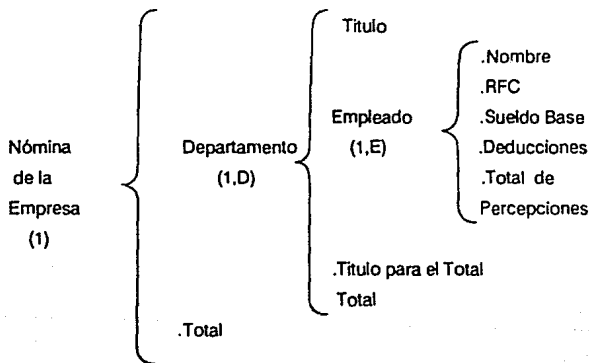 Nómina
de la
Empresa
(1)
Departamento
(1,D)
Titulo
Empleado
(1,E)
.Nombre
.RFC
.Sueldo Base
.Deducciones
.Total de
Percepciones
.Titulo para el Total
Total
.Total